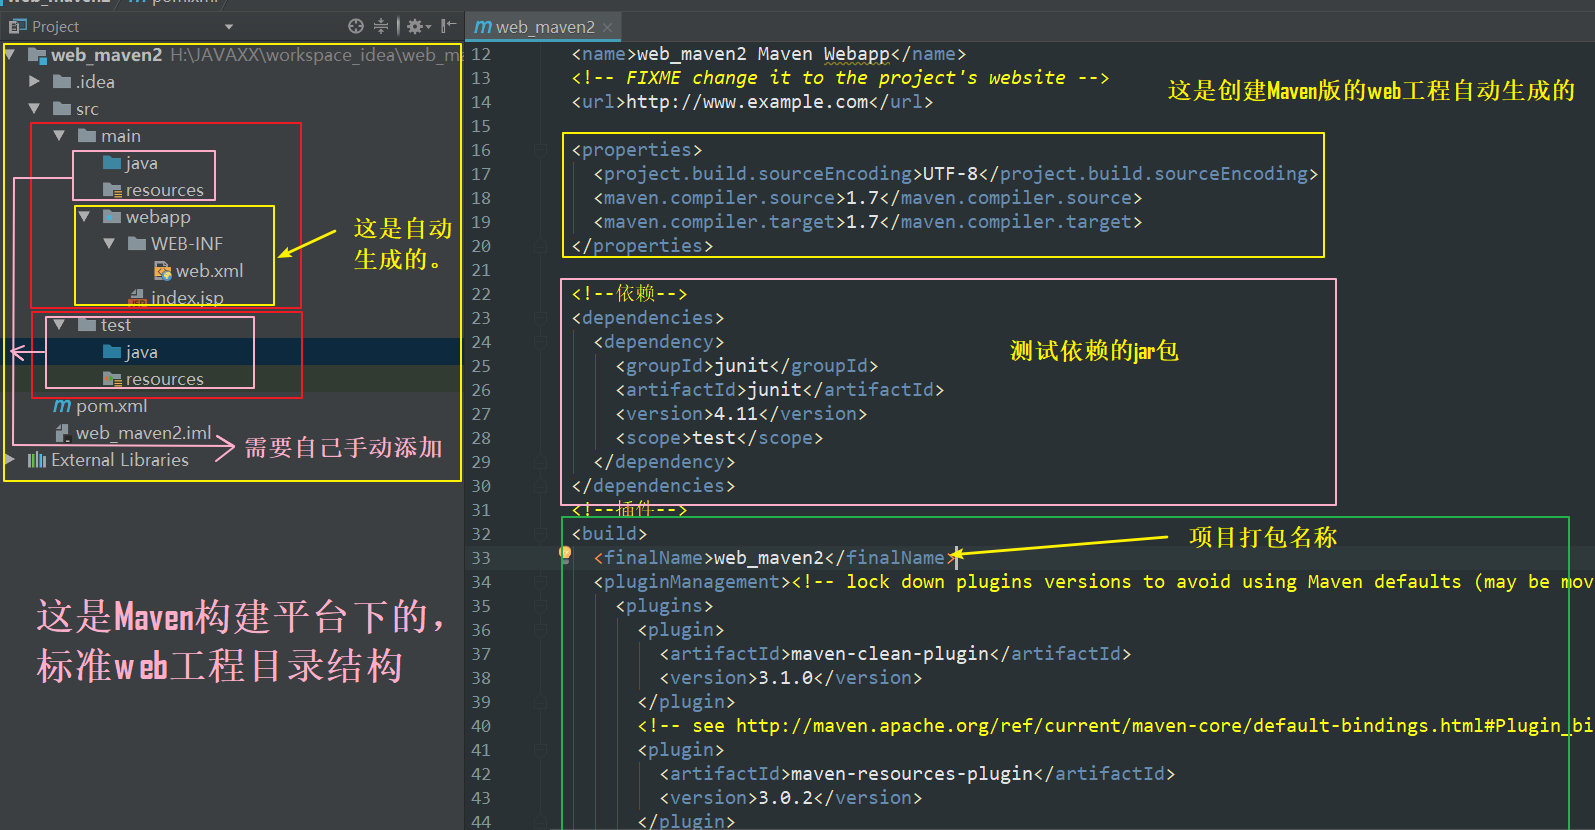 Project
web_maven2 H:\JAVAXX\workspace_idea\web_ma
.idea
src
main
java
resources
webapp
WEB-INF
web.xml
index.jsp
test
java
resources
pom.xml
web_maven2.iml
External Libraries
这是自动
生成的。
需要自己手动添加
这是Maven构建平台下的，
标准web工程目录结构
web_maven2
12 <name>web_maven2 Maven Webapp</name>
13 <!-- FIXME change it to the project's website -->
14 <url>http://www.example.com</url>
15
16 <properties>
17 <project.build.sourceEncoding>UTF-8</project.build.sourceEncoding>
18 <maven.compiler.source>1.7</maven.compiler.source>
19 <maven.compiler.target>1.7</maven.compiler.target>
20 </properties>
21
22 <!--依赖-->
23 <dependencies>
24 <dependency>
25 <groupId>junit</groupId>
26 <artifactId>junit</artifactId>
27 <version>4.11</version>
28 <scope>test</scope>
29 </dependency>
30 </dependencies>
31 <!--插件-->
32 <build>
33 <finalName>web_maven2</finalName>
34 <pluginManagement><!-- lock down plugins versions to avoid using Maven defaults (may be mov
35 <plugins>
36 <plugin>
37 <artifactId>maven-clean-plugin</artifactId>
38 <version>3.1.0</version>
39 </plugin>
40 <!-- see http://maven.apache.org/ref/current/maven-core/default-bindings.html#Plugin_bi
41 <plugin>
42 <artifactId>maven-resources-plugin</artifactId>
43 <version>3.0.2</version>
44 </plugin>
这是创建Maven版的web工程自动生成的
测试依赖的jar包
项目打包名称